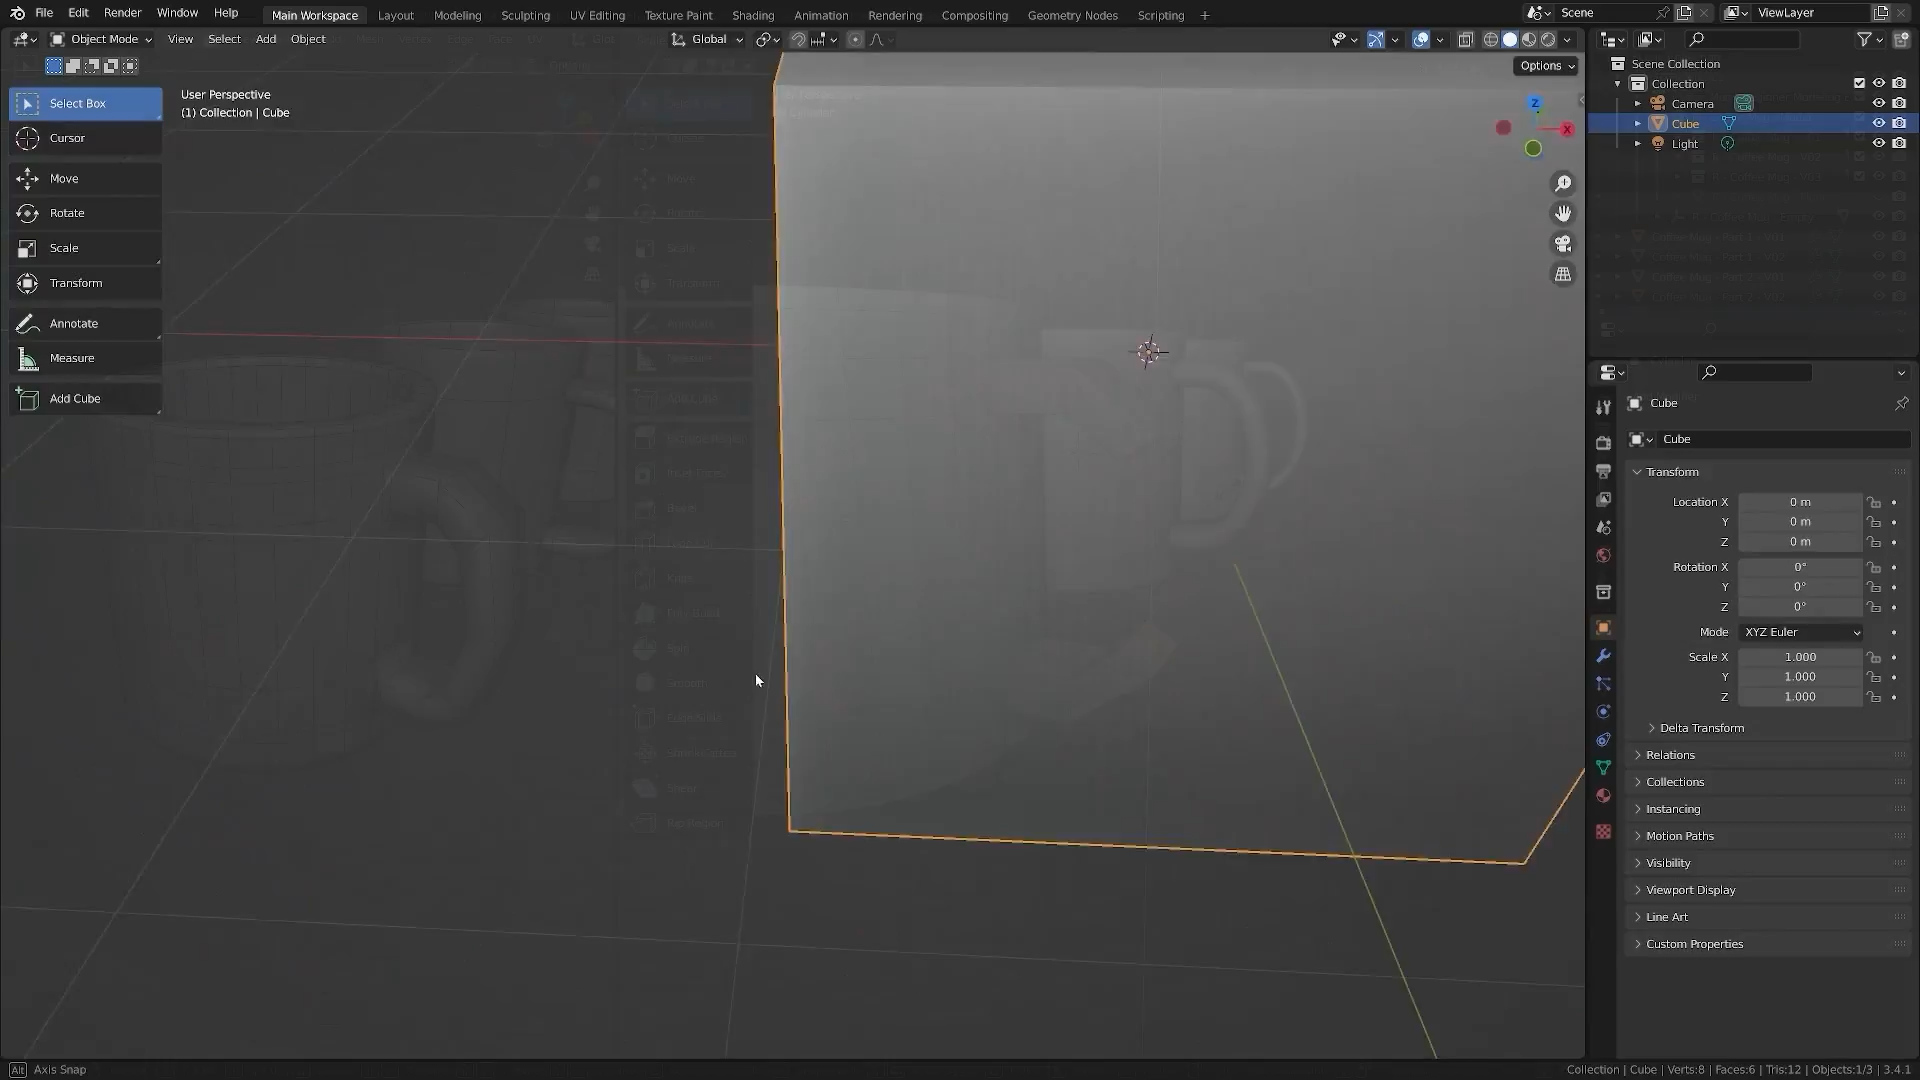 File Edit Render Window Help
Main Workspace Layout Modeling Sculpting UV Editing Texture Paint Shading Animation Rendering Compositing Geometry Nodes Scripting +
Scene
ViewLayer
Object Mode View Select Add Object
Global
Options
User Perspective
(1) Collection | Cube
Select Box
Cursor
Move
Rotate
Scale
Transform
Annotate
Measure
Add Cube
Z
X
Scene Collection
Collection
Camera
Cube
Light
Cube
Cube
Transform
Location X 0 m
Y 0 m
Z 0 m
Rotation X 0°
Y 0°
Z 0°
Mode XYZ Euler
Scale X 1.000
Y 1.000
Z 1.000
Delta Transform
Relations
Collections
Instancing
Motion Paths
Visibility
Viewport Display
Line Art
Custom Properties
Alt Axis Snap
Collection | Cube | Verts:8 | Faces:6 | Tris:12 | Objects:1/3 | 3.4.1